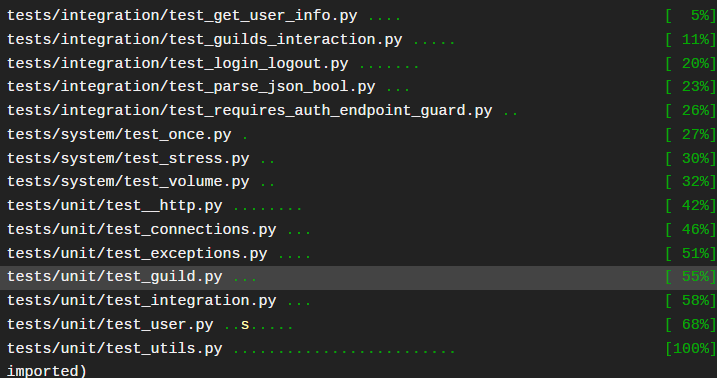 tests/integration/test_get_user_info.py .... [  5%]
tests/integration/test_guilds_interaction.py ..... [ 11%]
tests/integration/test_login_logout.py ....... [ 20%]
tests/integration/test_parse_json_bool.py ... [ 23%]
tests/integration/test_requires_auth_endpoint_guard.py .. [ 26%]
tests/system/test_once.py . [ 27%]
tests/system/test_stress.py .. [ 30%]
tests/system/test_volume.py .. [ 32%]
tests/unit/test__http.py ........ [ 42%]
tests/unit/test_connections.py ... [ 46%]
tests/unit/test_exceptions.py .... [ 51%]
tests/unit/test_guild.py ... [ 55%]
tests/unit/test_integration.py ... [ 58%]
tests/unit/test_user.py ..s..... [ 68%]
tests/unit/test_utils.py ......................... [100%]
imported)